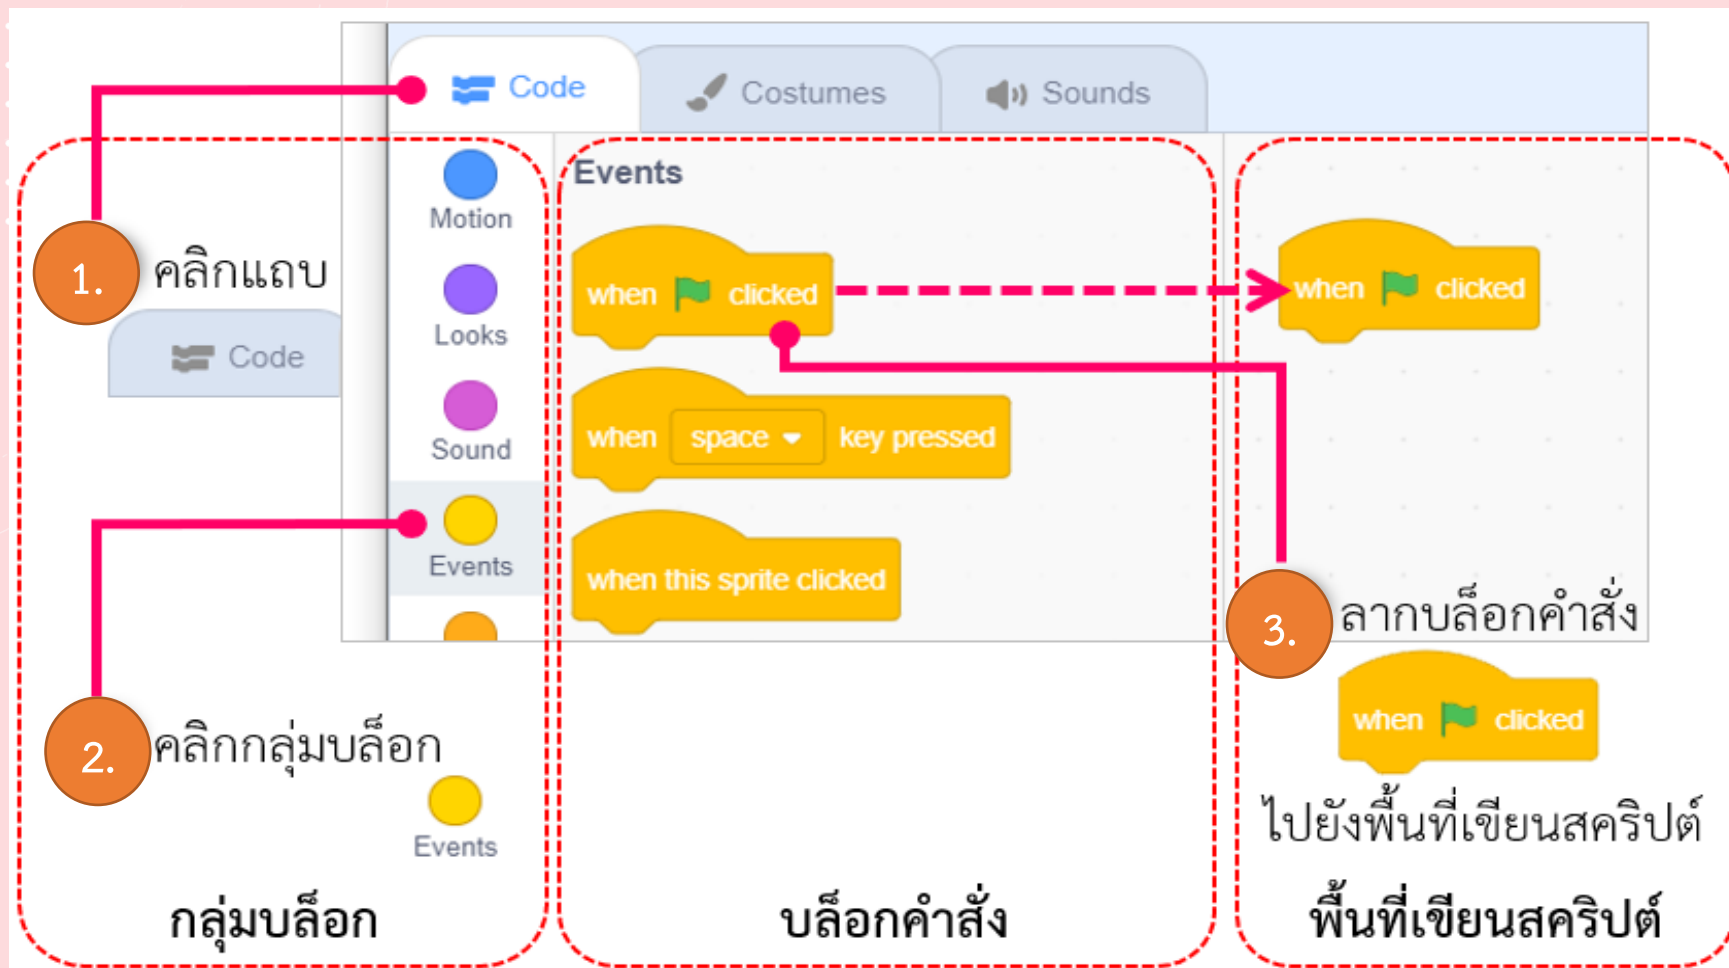 Code
Costumes
Sounds
Motion
Looks
Sound
Events
Events
when clicked
when space key pressed
when this sprite clicked
when clicked
1. คลิกแถบ
Code
2. คลิกกลุ่มบล็อก
Events
3. ลากบล็อกคำสั่ง
when clicked
ไปยังพื้นที่เขียนสคริปต์
กลุ่มบล็อก
บล็อกคำสั่ง
พื้นที่เขียนสคริปต์